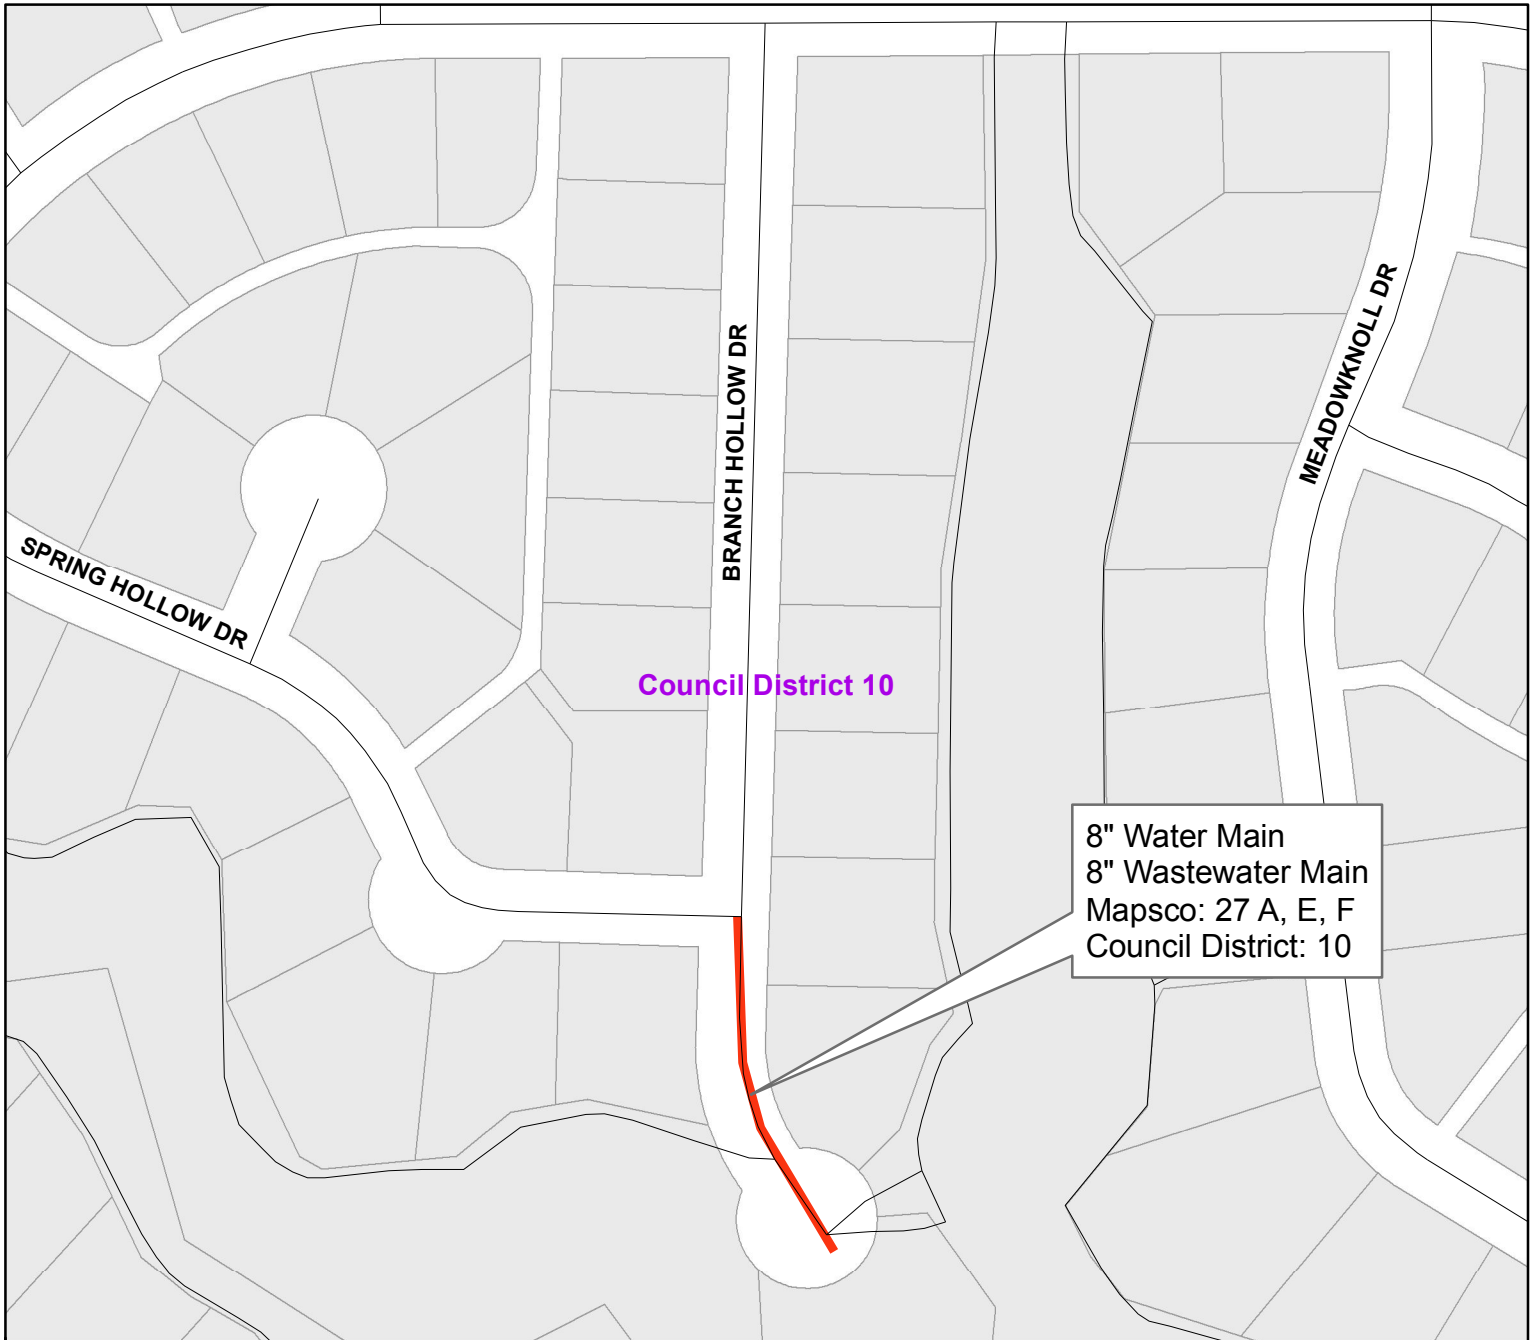 BRANCH HOLLOW DR
MEADOWKNOLL DR
SPRING HOLLOW DR
Council District 10
8" Water Main
8" Wastewater Main
Mapsco: 27 A, E, F
Council District: 10